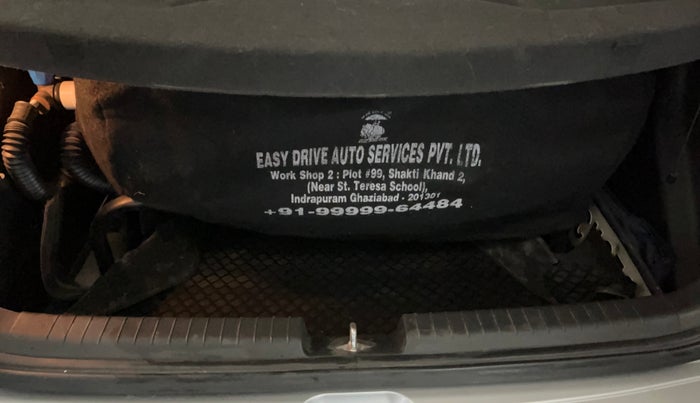 EASY DRIVE AUTO SERVICES PVT. LTD.
Work Shop 2 : Plot #99, Shakti Khand 2,
(Near St. Teresa School),
Indrapuram Ghaziabad - 201301
+91-99999-64484